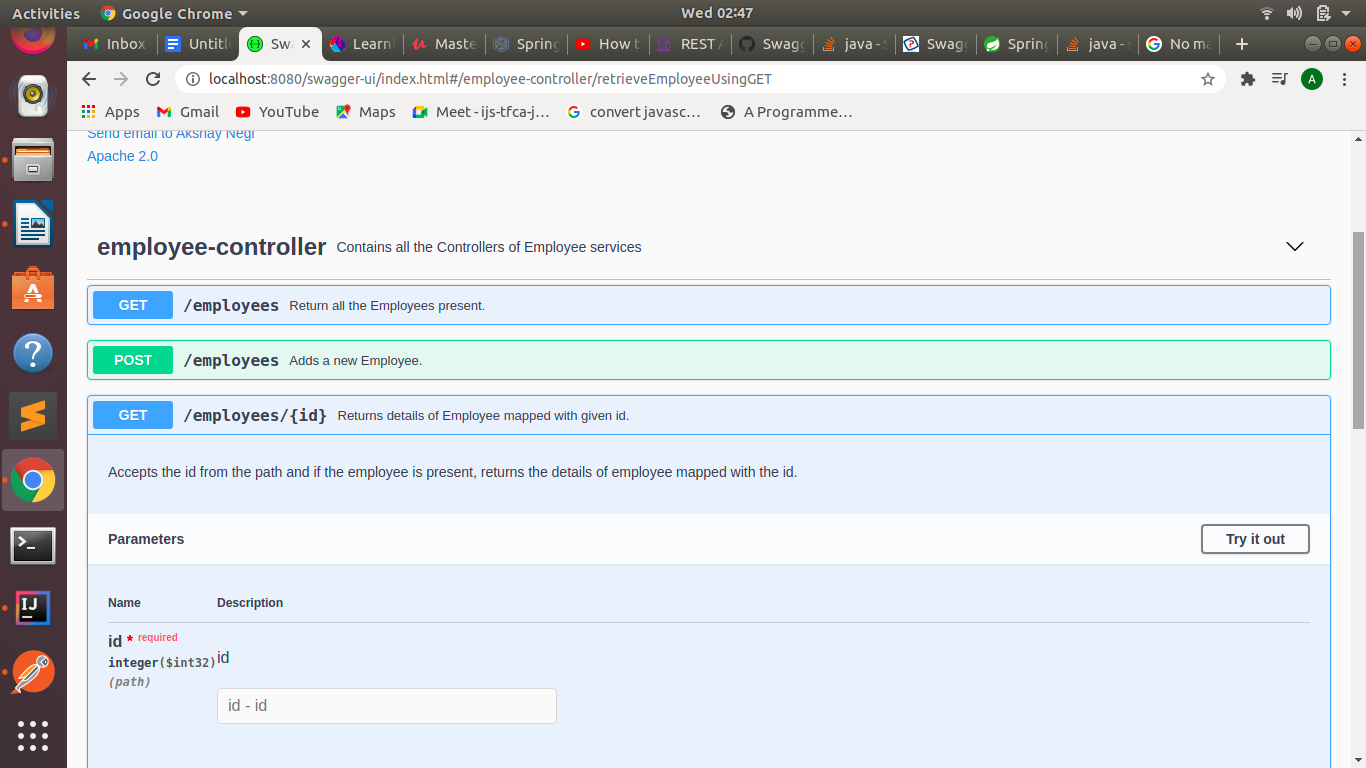 Activities Google Chrome Wed 02:47
Inbox Untitl Swa Learni Maste Spring How t REST A Swagg java - S Swagg Spring java - s No ma
localhost:8080/swagger-ui/index.html#/employee-controller/retrieveEmployeeUsingGET A
Apps Gmail YouTube Maps Meet - ijs-tfca-j… convert javasc… A Programme…
Send email to Akshay Negi
Apache 2.0
employee-controller Contains all the Controllers of Employee services
GET /employees Return all the Employees present.
POST /employees Adds a new Employee.
GET /employees/{id} Returns details of Employee mapped with given id.
Accepts the id from the path and if the employee is present, returns the details of employee mapped with the id.
Parameters Try it out
Name Description
id * required
integer($int32) id
(path)
id - id